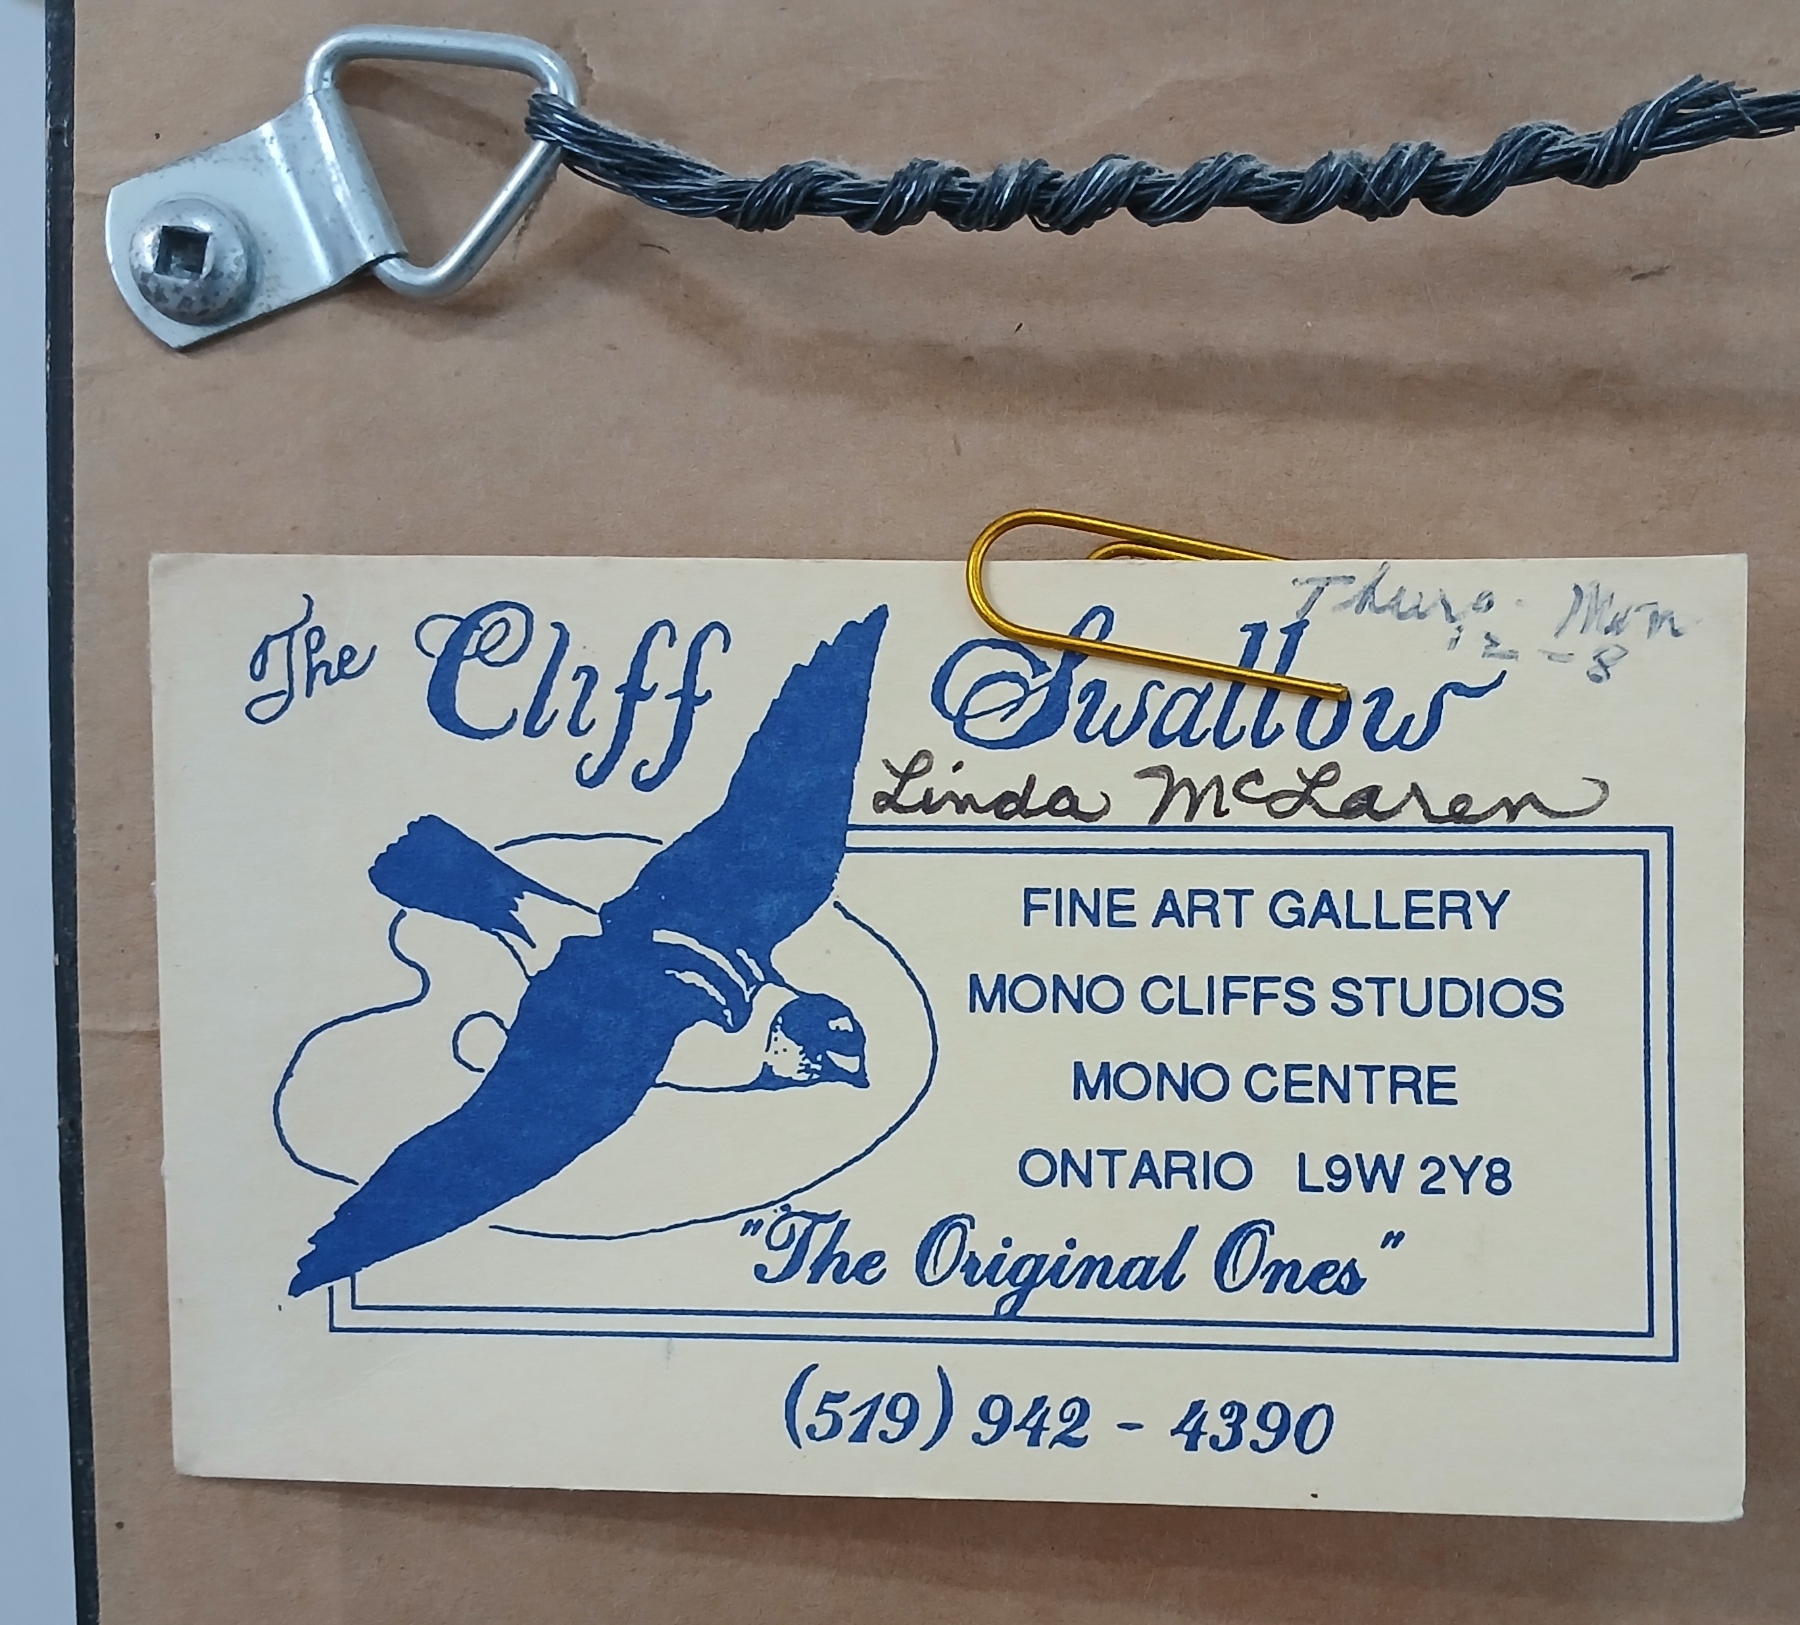 Thurs. Mon
12 - 8
The Cliff Swallow
Linda McLaren
FINE ART GALLERY
MONO CLIFFS STUDIOS
MONO CENTRE
ONTARIO L9W 2Y8
"The Original Ones"
(519) 942 - 4390